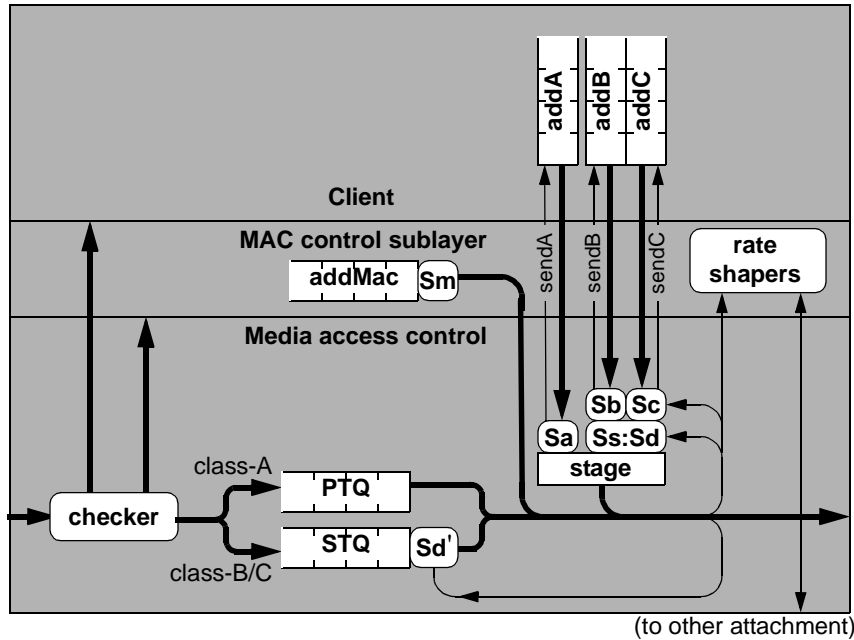 addA
addB
addC
Client
MAC control sublayer
sendA
sendB
sendC
rate
shapers
addMac
Sm
Media access control
Sb
Sc
Sa
Ss:Sd
stage
class-A
PTQ
checker
STQ
Sd'
class-B/C
(to other attachment)